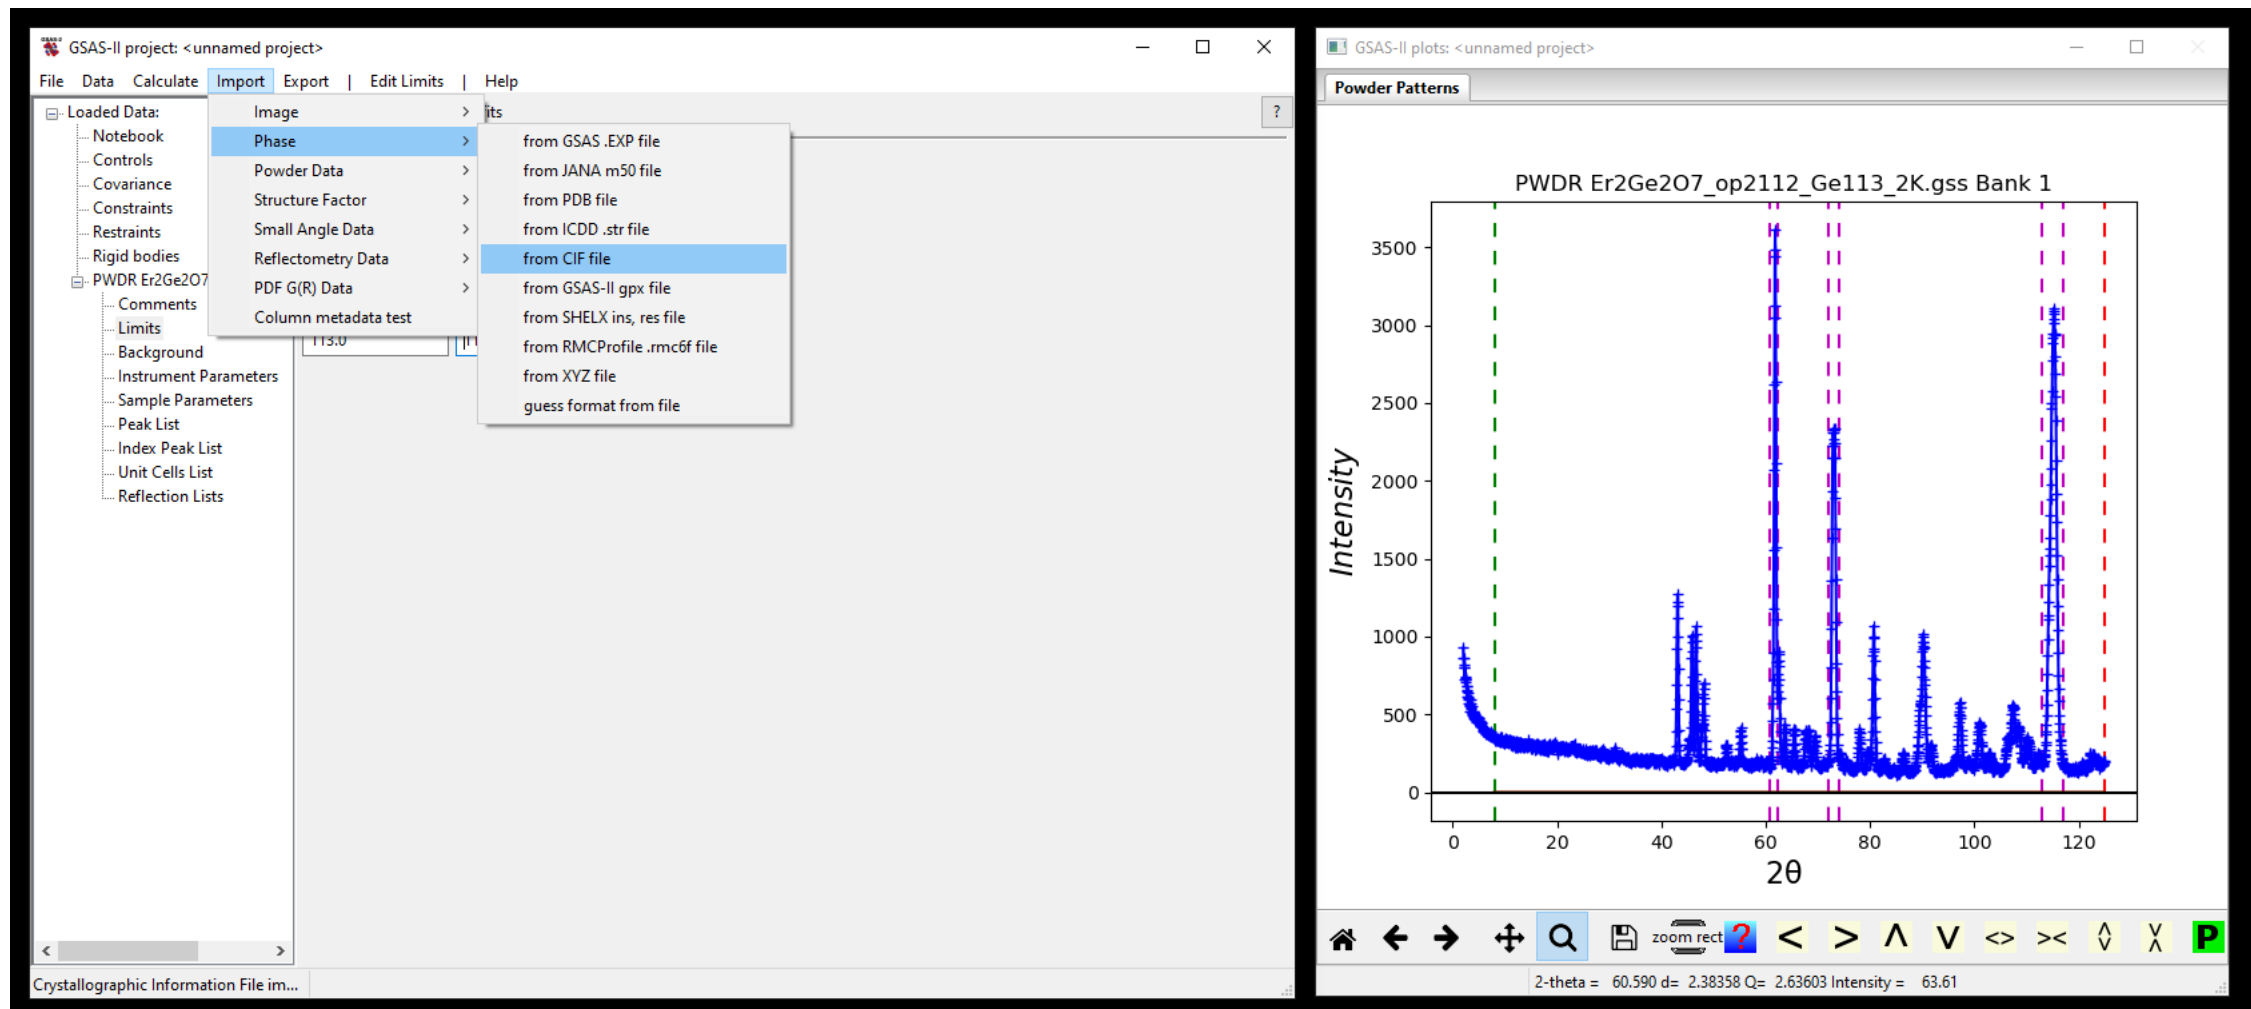 GSAS-II project: <unnamed project>
File Data Calculate Import Export | Edit Limits | Help
Loaded Data:
Notebook
Controls
Covariance
Constraints
Restraints
Rigid bodies
PWDR Er2Ge2O7
Comments
Limits
Background
Instrument Parameters
Sample Parameters
Peak List
Index Peak List
Unit Cells List
Reflection Lists
Image >
Phase >
Powder Data >
Structure Factor >
Small Angle Data >
Reflectometry Data >
PDF G(R) Data >
Column metadata test
its
?
from GSAS .EXP file
from JANA m50 file
from PDB file
from ICDD .str file
from CIF file
from GSAS-II gpx file
from SHELX ins, res file
from RMCProfile .rmc6f file
from XYZ file
guess format from file
113.0
Crystallographic Information File im...
GSAS-II plots: <unnamed project>
Powder Patterns
PWDR Er2Ge2O7_op2112_Ge113_2K.gss Bank 1
Intensity
3500
3000
2500
2000
1500
1000
500
0
0 20 40 60 80 100 120
2θ
zoom rect ? < > Λ V <> >< P
2-theta = 60.590 d= 2.38358 Q= 2.63603 Intensity = 63.61